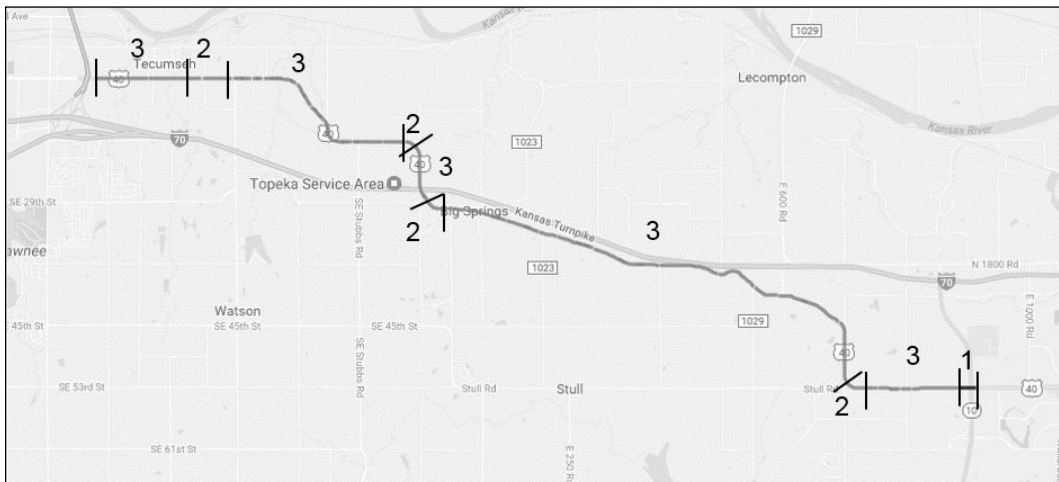 Ave
1029
3
2
Tecumseh
3
40
Lecompton
2
Kansas River
40
70
1023
40
3
Topeka Service Area
E 600 Rd
SE 29th St
SE Stubbs Rd
Big Springs
Kansas Turnpike
3
2
awnee
1023
N 1800 Rd
70
Watson
E 1000 Rd
45th St
SE 45th St
SE 45th St
1029
40
3
1
SE Stubbs Rd
SE 53rd St
Stull Rd
Stull
Stull Rd
40
2
10
SE 61st St
E 250 Rd